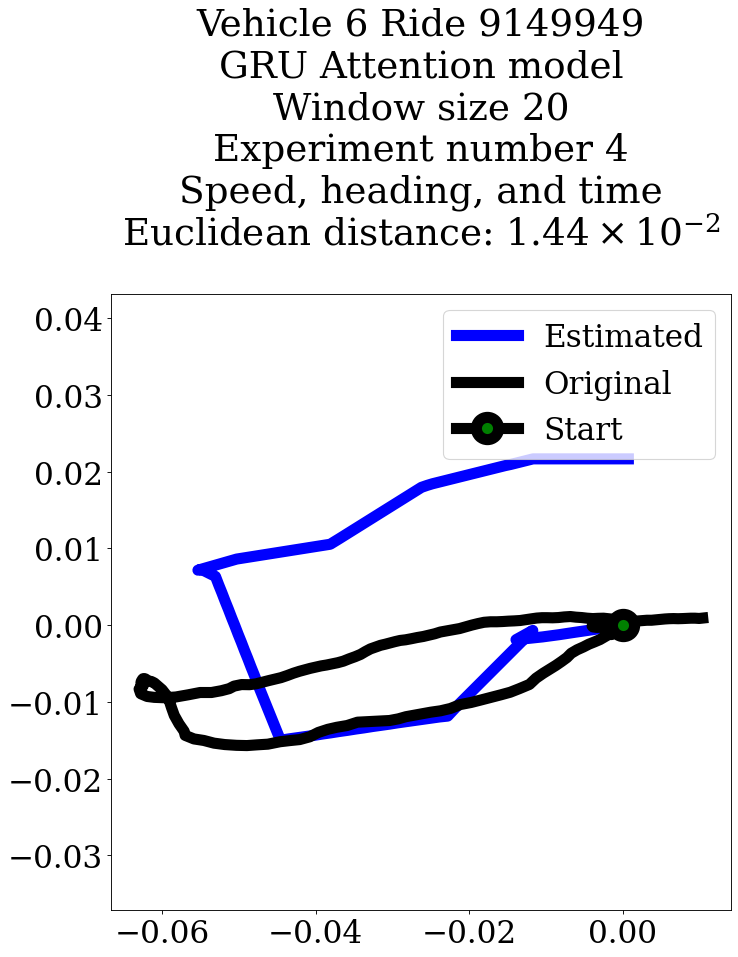 Vehicle 6 Ride 9149949
GRU Attention model
Window size 20
Experiment number 4
Speed, heading, and time
Euclidean distance: 1.44 × 10⁻²
0.04
Estimated
0.03
Original
Start
0.02
0.01
0.00
−0.01
−0.02
−0.03
−0.06 −0.04 −0.02 0.00